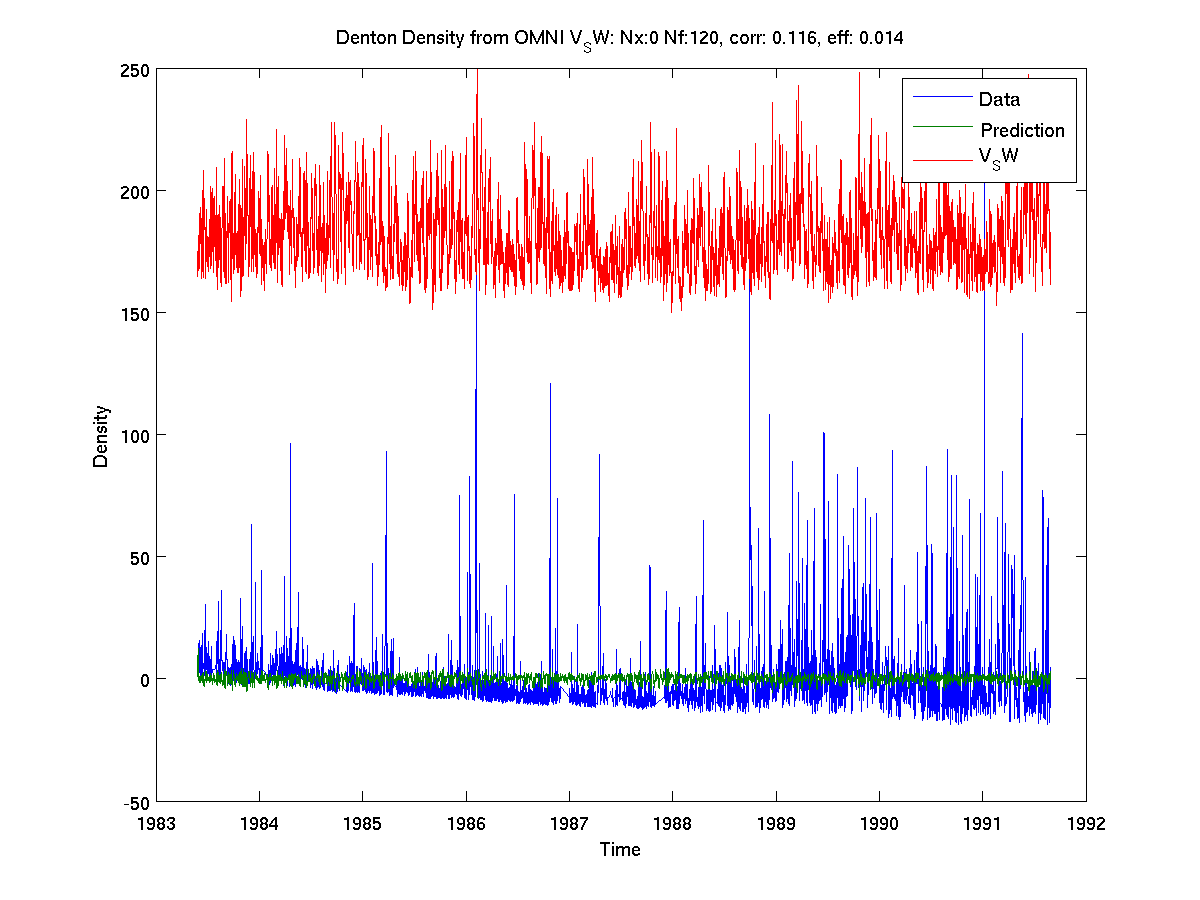 Denton Density from OMNI V_SW: Nx:0 Nf:120, corr: 0.116, eff: 0.014
250
200
150
100
50
0
-50
Density
Data
Prediction
V_SW
1983 1984 1985 1986 1987 1988 1989 1990 1991 1992
Time